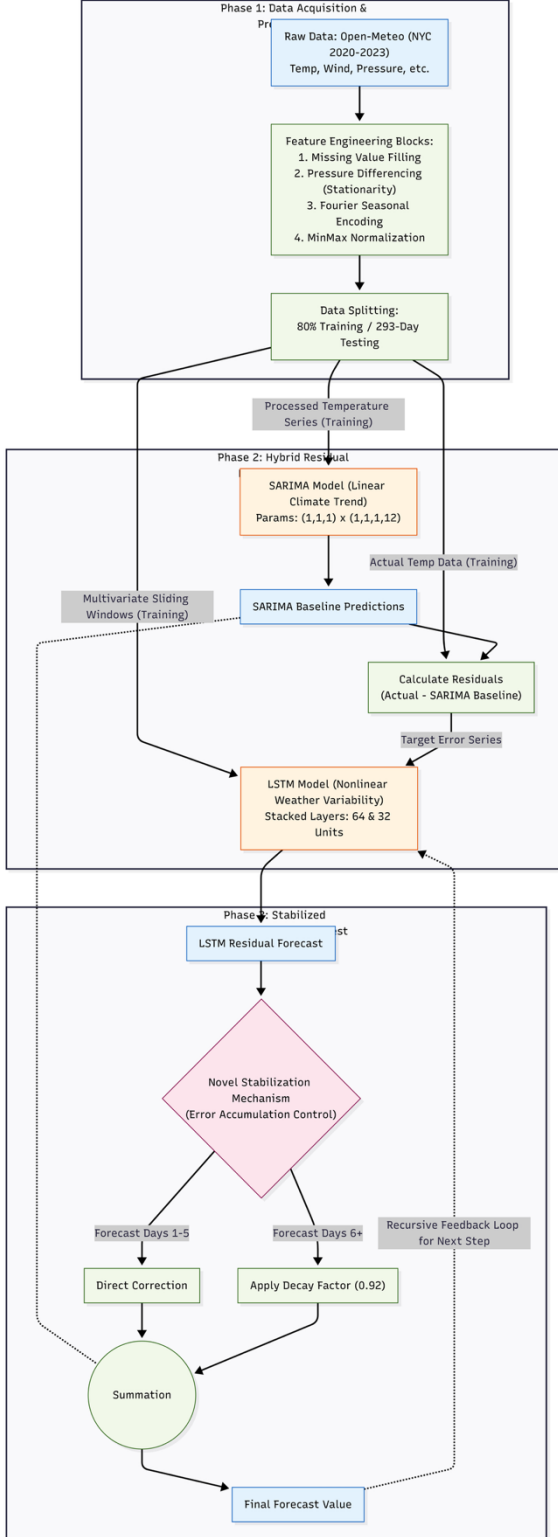 Phase 1: Data Acquisition &
Raw Data: Open-Meteo (NYC
2020-2023)
Temp, Wind, Pressure, etc.
Feature Engineering Blocks:
1. Missing Value Filling
2. Pressure Differencing
(Stationarity)
3. Fourier Seasonal
Encoding
4. MinMax Normalization
Data Splitting:
80% Training / 293-Day
Testing
Processed Temperature
Series (Training)
Phase 2: Hybrid Residual
SARIMA Model (Linear
Climate Trend)
Params: (1,1,1) x (1,1,1,12)
Actual Temp Data (Training)
Multivariate Sliding
Windows (Training)
SARIMA Baseline Predictions
Calculate Residuals
(Actual - SARIMA Baseline)
Target Error Series
LSTM Model (Nonlinear
Weather Variability)
Stacked Layers: 64 & 32
Units
Phase 3: Stabilized
LSTM Residual Forecast
Novel Stabilization
Mechanism
(Error Accumulation Control)
Forecast Days 1-5
Forecast Days 6+
Recursive Feedback Loop
for Next Step
Direct Correction
Apply Decay Factor (0.92)
Summation
Final Forecast Value